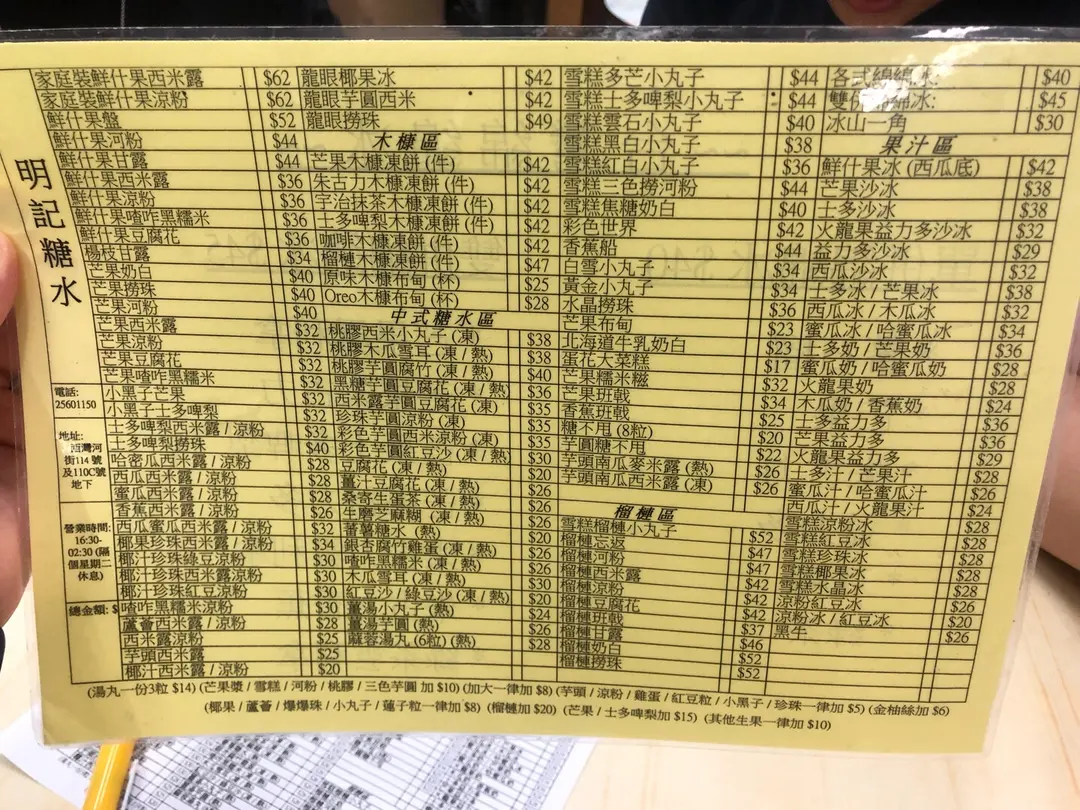 明記糖水
電話:
25601150
地址:
西灣河
街114 號
及110C號
地下
營業時間:
16:30-
02:30 (隔
個星期二
休息)
總金額: $
家庭裝鮮什果西米露 $62
家庭裝鮮什果涼粉 $62
鮮什果盤 $52
鮮什果河粉 $44
鮮什果甘露 $44
鮮什果西米露 $36
鮮什果涼粉 $36
鮮什果喳咋黑糯米 $36
鮮什果豆腐花 $36
楊枝甘露 $34
芒果奶白 $40
芒果撈珠 $40
芒果河粉 $40
芒果西米露 $32
芒果涼粉 $32
芒果豆腐花 $32
芒果喳咋黑糯米 $32
小黑子芒果 $32
小黑子士多啤梨 $32
士多啤梨西米露 / 涼粉 $32
士多啤梨撈珠 $40
哈密瓜西米露 / 涼粉 $28
西瓜西米露 / 涼粉 $28
蜜瓜西米露 / 涼粉 $28
香蕉西米露 / 涼粉 $28
西瓜蜜瓜西米露 / 涼粉 $32
椰果珍珠西米露 / 涼粉 $34
椰汁珍珠綠豆涼粉 $30
椰汁珍珠西米露涼粉 $30
椰汁珍珠紅豆涼粉 $30
喳咋黑糯米涼粉 $30
蘆薈西米露 / 涼粉 $28
西米露涼粉 $25
芋頭西米露 $25
椰汁西米露 / 涼粉 $20
龍眼椰果冰 $42
龍眼芋圓西米 $42
龍眼撈珠 $49
木糠區
芒果木糠凍餅 (件) $42
朱古力木糠凍餅 (件) $42
宇治抹茶木糠凍餅 (件) $42
士多啤梨木糠凍餅 (件) $42
咖啡木糠凍餅 (件) $42
榴槤木糠凍餅 (件) $47
原味木糠布甸 (杯) $25
Oreo木糠布甸 (杯) $28
中式糖水區
桃膠西米小丸子 (凍) $38
桃膠木瓜雪耳 (凍 / 熱) $38
桃膠芋圓腐竹 (凍 / 熱) $40
黑糖芋圓豆腐花 (凍 / 熱) $36
西米露芋圓豆腐花 (凍) $35
珍珠芋圓涼粉 (凍) $35
彩色芋圓西米涼粉 (凍) $35
彩色芋圓紅豆沙 (凍 / 熱) $30
豆腐花 (凍 / 熱) $30
薑汁豆腐花 (凍 / 熱) $26
桑寄生蛋茶 (凍 / 熱) $26
生磨芝麻糊 (凍 / 熱) $26
蕃薯糖水 (熱) $20
銀杏腐竹雞蛋 (凍 / 熱) $26
喳咋黑糯米 (凍 / 熱) $26
木瓜雪耳 (凍 / 熱) $30
紅豆沙 / 綠豆沙 (凍 / 熱) $20
薑湯小丸子 (熱) $24
薑湯芋圓 (熱) $26
麻蓉湯丸 (6粒) (熱) $28
雪糕多芒小丸子 $44
雪糕士多啤梨小丸子 $44
雪糕雲石小丸子 $40
雪糕黑白小丸子 $38
雪糕紅白小丸子 $36
雪糕三色撈河粉 $44
雪糕焦糖奶白 $40
彩色世界 $42
香蕉船 $44
白雪小丸子 $34
黃金小丸子 $34
水晶撈珠 $36
芒果布甸 $23
北海道牛乳奶白 $23
蛋花大菜糕 $17
芒果糯米糍 $32
芒果班戟 $34
香蕉班戟 $25
糖不甩 (8粒) $20
芋圓糖不甩 $22
芋頭南瓜麥米露 (熱)
芋頭南瓜西米露 (凍) $26
榴槤區
雪糕榴槤小丸子 $52
榴槤忘返 $47
榴槤河粉 $47
榴槤西米露 $42
榴槤涼粉 $42
榴槤豆腐花 $42
榴槤班戟 $37
榴槤甘露 $46
榴槤奶白 $52
榴槤撈珠 $52
各式綿綿冰: $40
雙併綿綿冰: $45
冰山一角 $30
果汁區
鮮什果冰 (西瓜底) $42
芒果沙冰 $38
士多沙冰 $38
火龍果益力多沙冰 $32
益力多沙冰 $29
西瓜沙冰 $32
士多冰 / 芒果冰 $38
西瓜冰 / 木瓜冰 $32
蜜瓜冰 / 哈蜜瓜冰 $34
士多奶 / 芒果奶 $36
蜜瓜奶 / 哈蜜瓜奶 $28
火龍果奶 $28
木瓜奶 / 香蕉奶 $24
士多益力多 $36
芒果益力多 $36
火龍果益力多 $29
士多汁 / 芒果汁 $28
蜜瓜汁 / 哈蜜瓜汁 $26
西瓜汁 / 火龍果汁 $24
雪糕涼粉冰 $28
雪糕紅豆冰 $28
雪糕珍珠冰 $28
雪糕椰果冰 $28
雪糕水晶冰 $28
涼粉紅豆冰 $26
涼粉冰 / 紅豆冰 $20
黑牛 $26
(湯丸一份3粒 $14) (芒果漿 / 雪糕 / 河粉 / 桃膠 / 三色芋圓 加 $10) (加大一律加 $8) (芋頭 / 涼粉 / 雞蛋 / 紅豆粒 / 小黑子 / 珍珠一律加 $5) (金柚絲加 $6)
(椰果 / 蘆薈 / 爆爆珠 / 小丸子 / 蓮子粒一律加 $8) (榴槤加 $20) (芒果 / 士多啤梨加 $15) (其他生果一律加 $10)